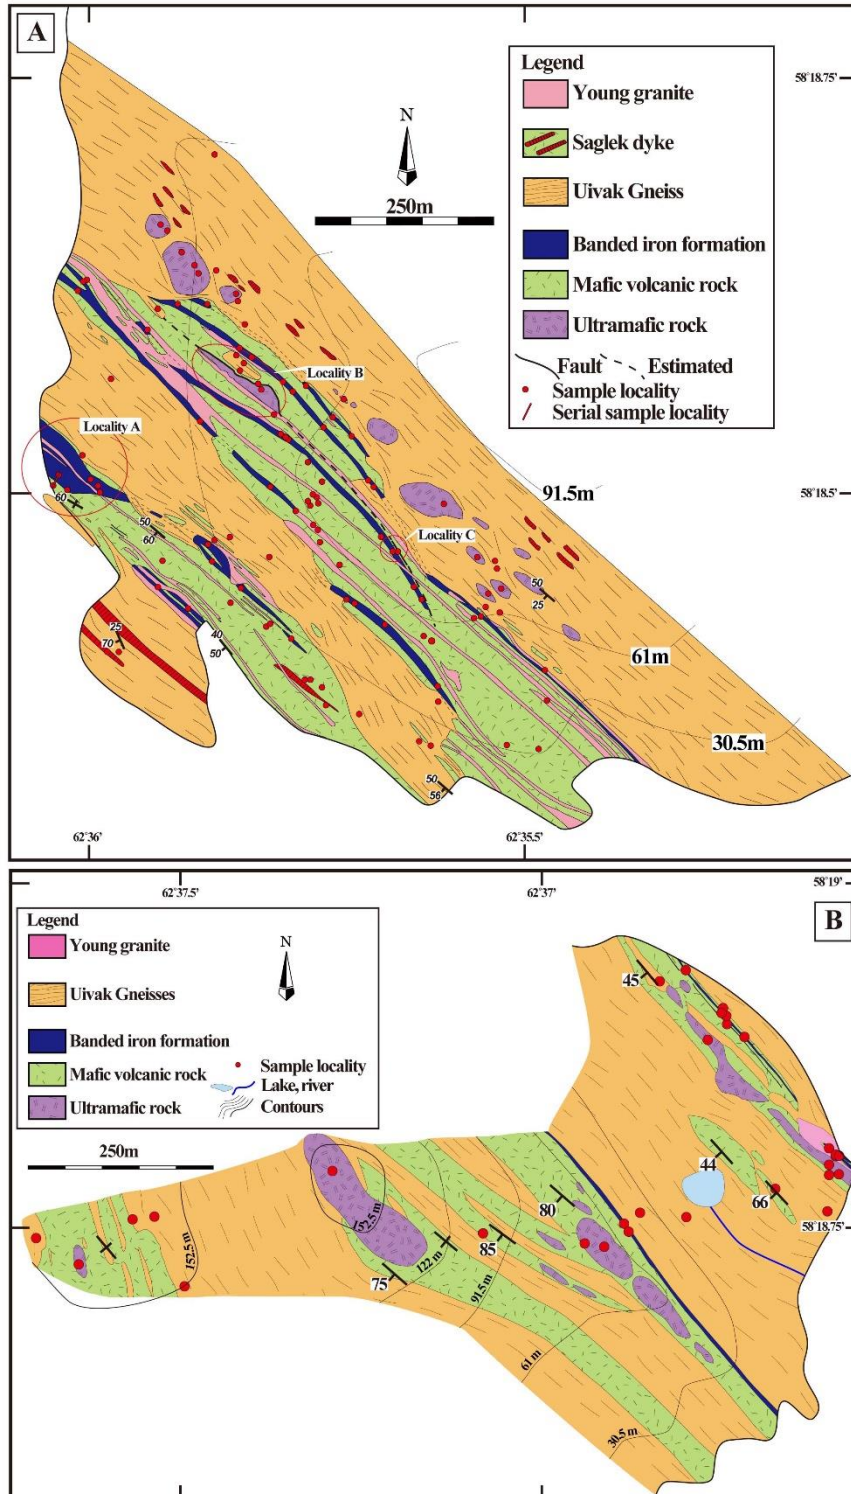 A
Legend
Young granite
Saglek dyke
Uivak Gneiss
Banded iron formation
Mafic volcanic rock
Ultramafic rock
Fault Estimated
Sample locality
Serial sample locality
N
250m
58°18.75'
Locality B
Locality A
91.5m
58°18.5'
60
50
60
Locality C
50
25
25
70
40
50
61m
30.5m
50
56
62°36'
62°35.5'
62°37.5'
62°37'
58°19'
B
Legend
Young granite
Uivak Gneisses
Banded iron formation
Mafic volcanic rock
Ultramafic rock
Sample locality
Lake, river
Contours
N
250m
45
44
66
80
85
75
58°18.75'
152.5 m
122 m
91.5 m
61 m
30.5 m